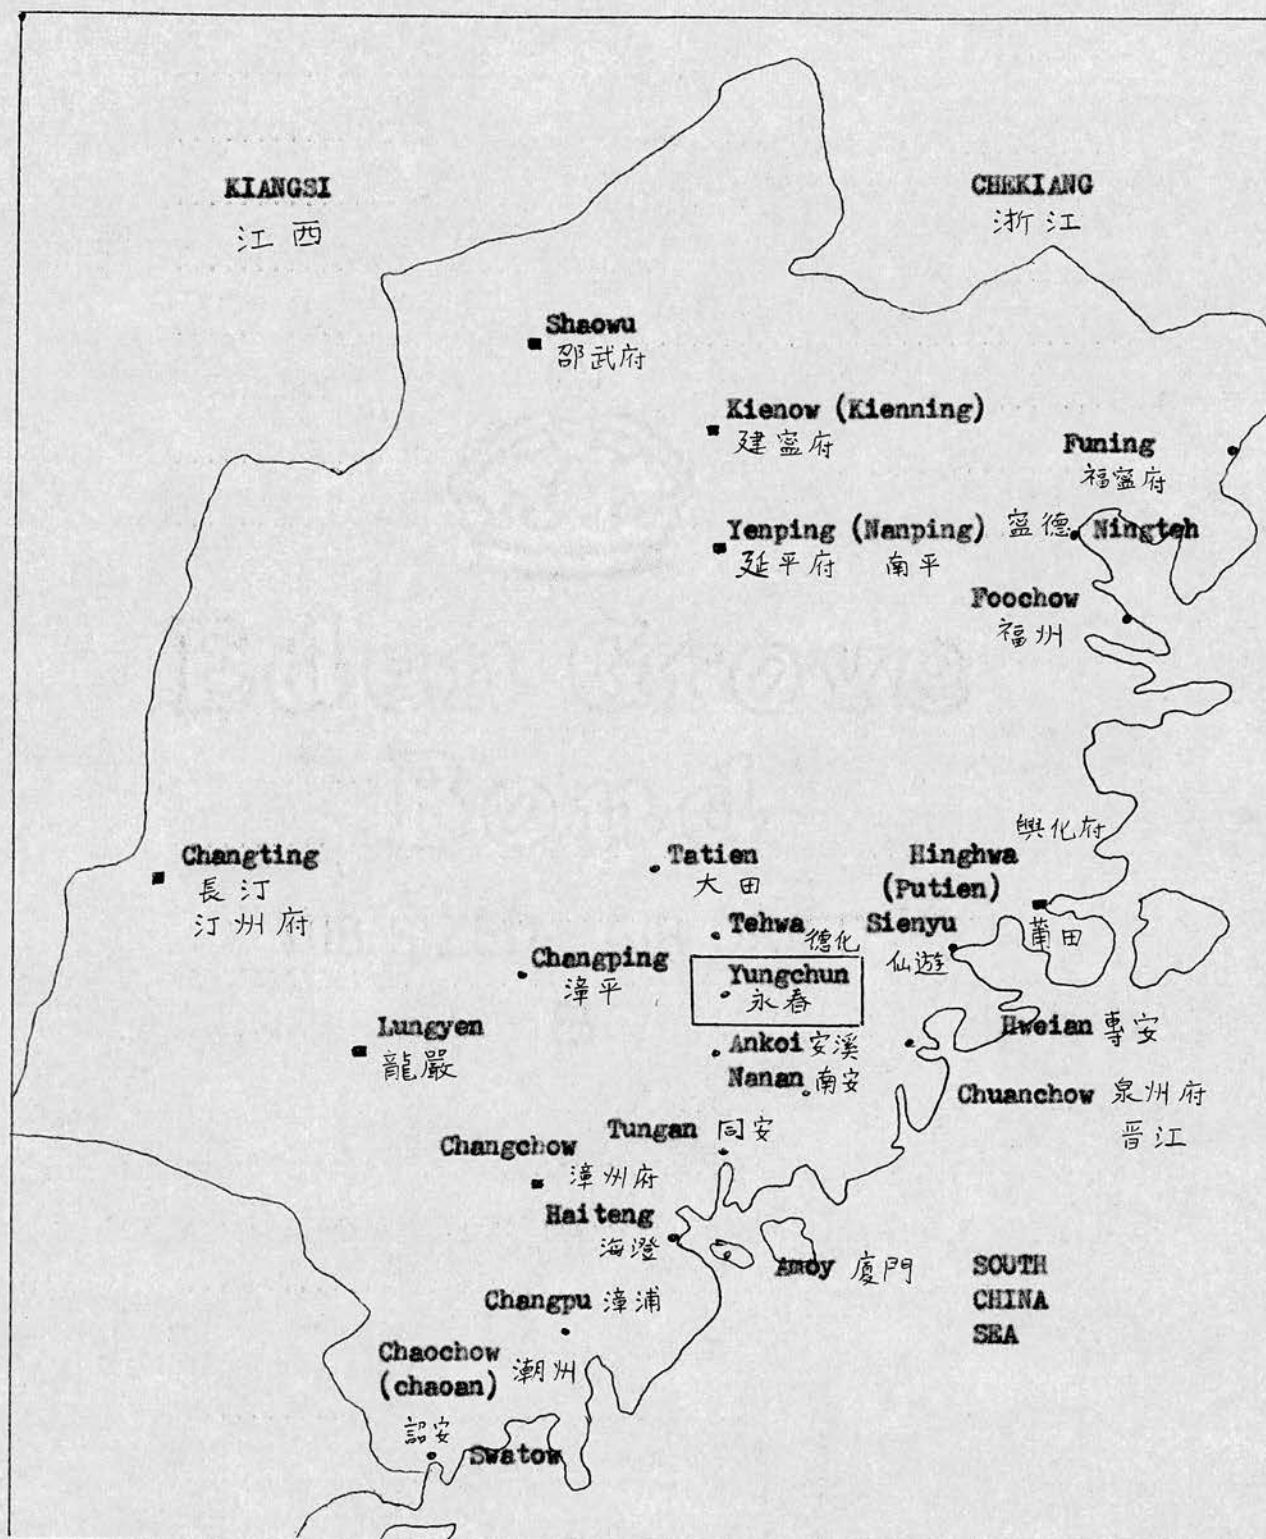 KIANGSI
江西
CHEKIANG
浙江
Shaowu
邵武府
Kienow (Kienning)
建寧府
Funing
福寧府
Yenping (Nanping)
延平府 南平
寧德 Ningteh
Foochow
福州
興化府
Changting
長汀
汀州府
Tatien
大田
Hinghwa
(Putien)
莆田
Tehwa 德化
Sienyu
仙遊
Changping
漳平
Yungchun
永春
Lungyen
龍嚴
Ankoi 安溪
Hweian 專安
Nanan 南安
Chuanchow 泉州府
晋江
Tungan 同安
Changchow
漳州府
Haiteng
海澄
Amoy 廈門
SOUTH
CHINA
SEA
Changpu 漳浦
Chaochow
(chaoan)
潮州
詔安
Swatow